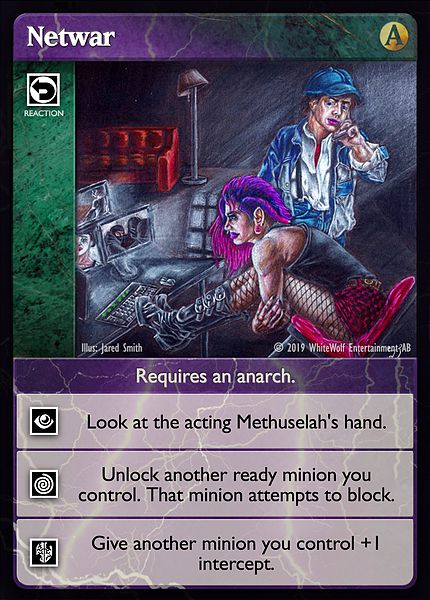 Netwar
A
REACTION
Illus: Jared Smith
© 2019 WhiteWolf Entertainment AB
Requires an anarch.
Look at the acting Methuselah's hand.
Unlock another ready minion you
control. That minion attempts to block.
Give another minion you control +1
intercept.